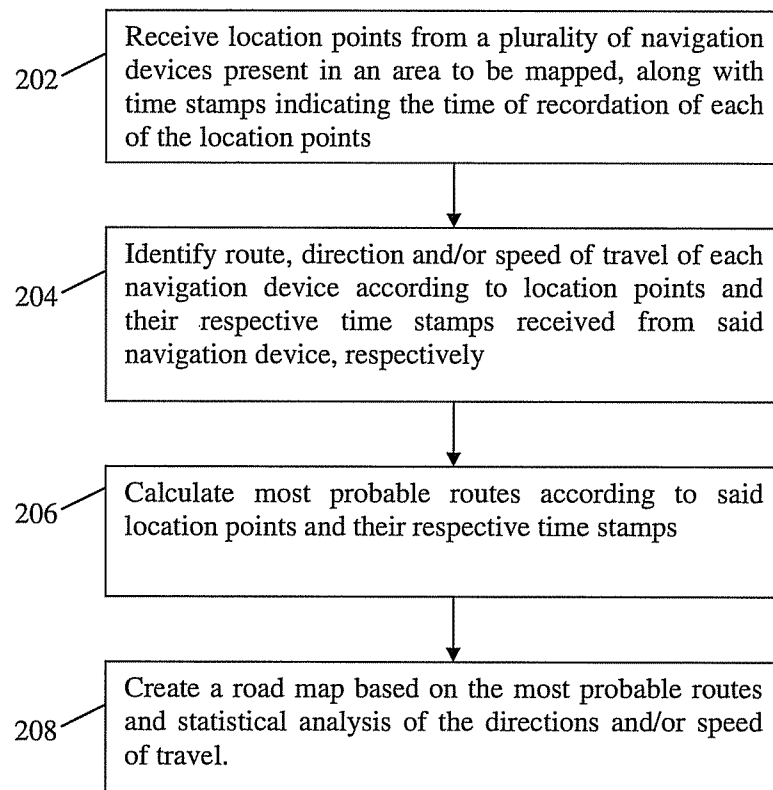 202
Receive location points from a plurality of navigation
devices present in an area to be mapped, along with
time stamps indicating the time of recordation of each
of the location points
204
Identify route, direction and/or speed of travel of each
navigation device according to location points and
their respective time stamps received from said
navigation device, respectively
206
Calculate most probable routes according to said
location points and their respective time stamps
208
Create a road map based on the most probable routes
and statistical analysis of the directions and/or speed
of travel.